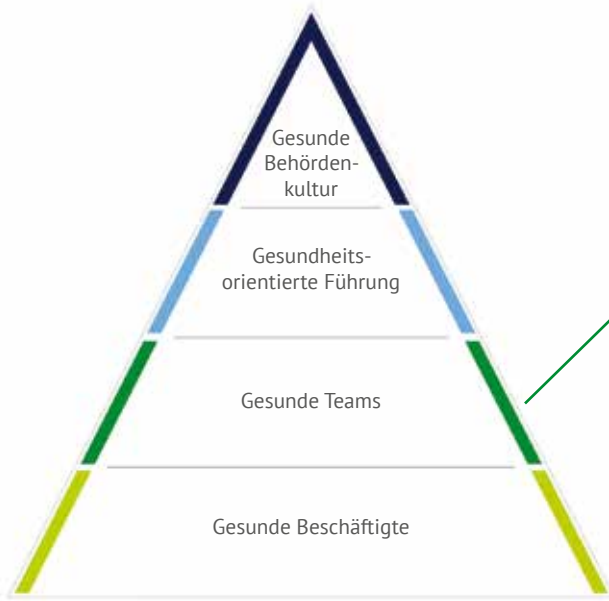 Gesunde
Behörden-
kultur
Gesundheits-
orientierte Führung
Gesunde Teams
Gesunde Beschäftigte